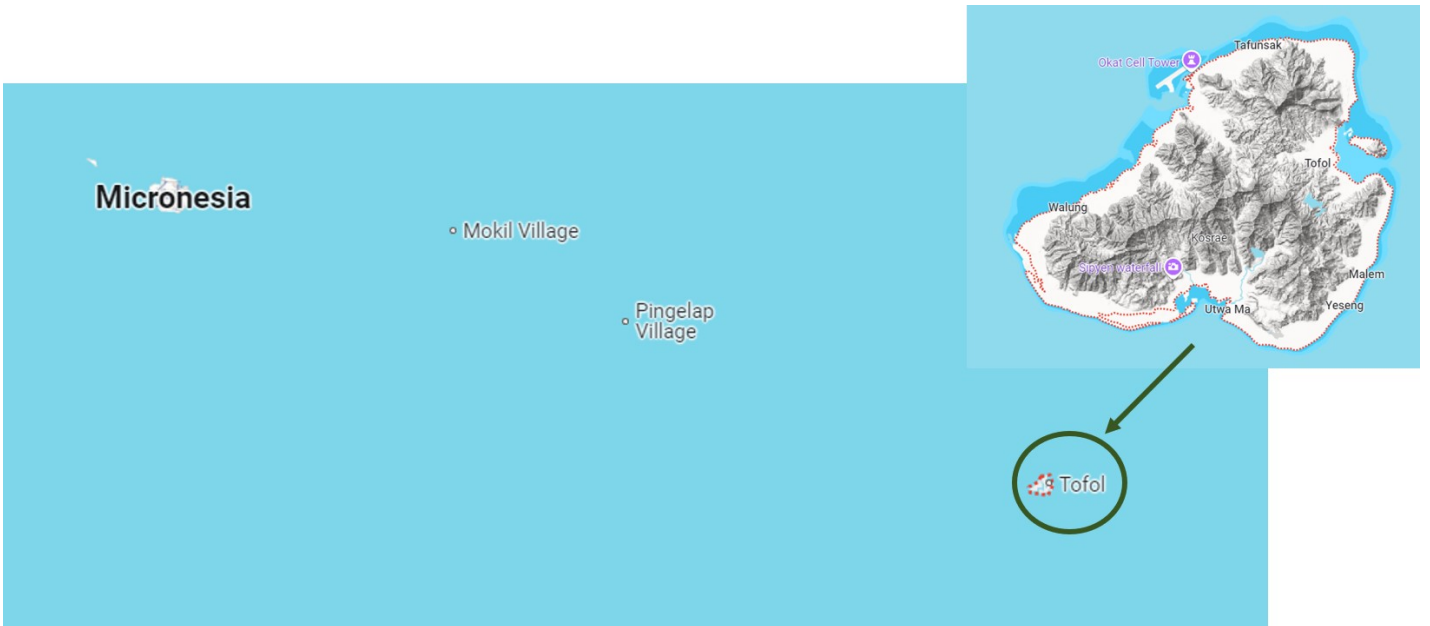 Tafunsak
Okat Cell Tower
Tofol
Micronesia
Walung
Mokil Village
Kosrae
Sipyen waterfall
Malem
Utwa Ma
Yeseng
Pingelap
Village
Tofol